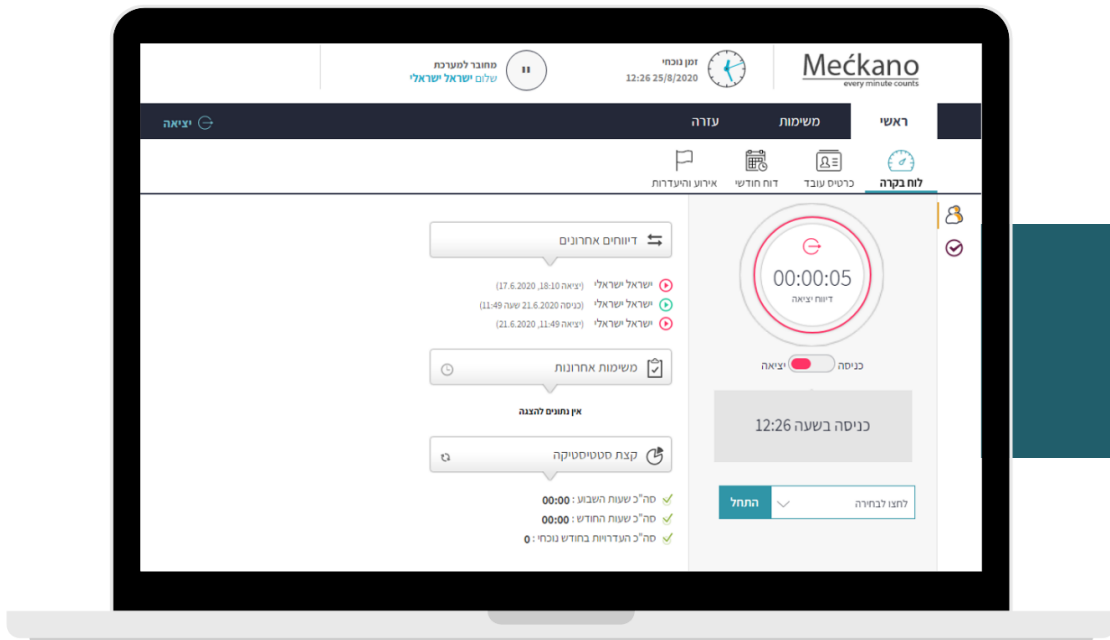 Mećkano
every minute counts
זמן נוכחי
12:26 25/8/2020
מחובר למערכת
שלום ישראל ישראלי
ראשי
משימות
עזרה
יציאה
לוח בקרה
כרטיס עובד
דוח חודשי
אירוע והיעדרות
00:00:05
דיווח יציאה
כניסה
יציאה
כניסה בשעה 12:26
לחצו לבחירה
התחל
דיווחים אחרונים
ישראל ישראלי (יציאה 18:10, 17.6.2020)
ישראל ישראלי (כניסה 21.6.2020 שעה 11:49)
ישראל ישראלי (יציאה 11:49, 21.6.2020)
משימות אחרונות
אין נתונים להצגה
קצת סטטיסטיקה
סה"כ שעות השבוע : 00:00
סה"כ שעות החודש : 00:00
סה"כ העדרויות בחודש נוכחי : 0